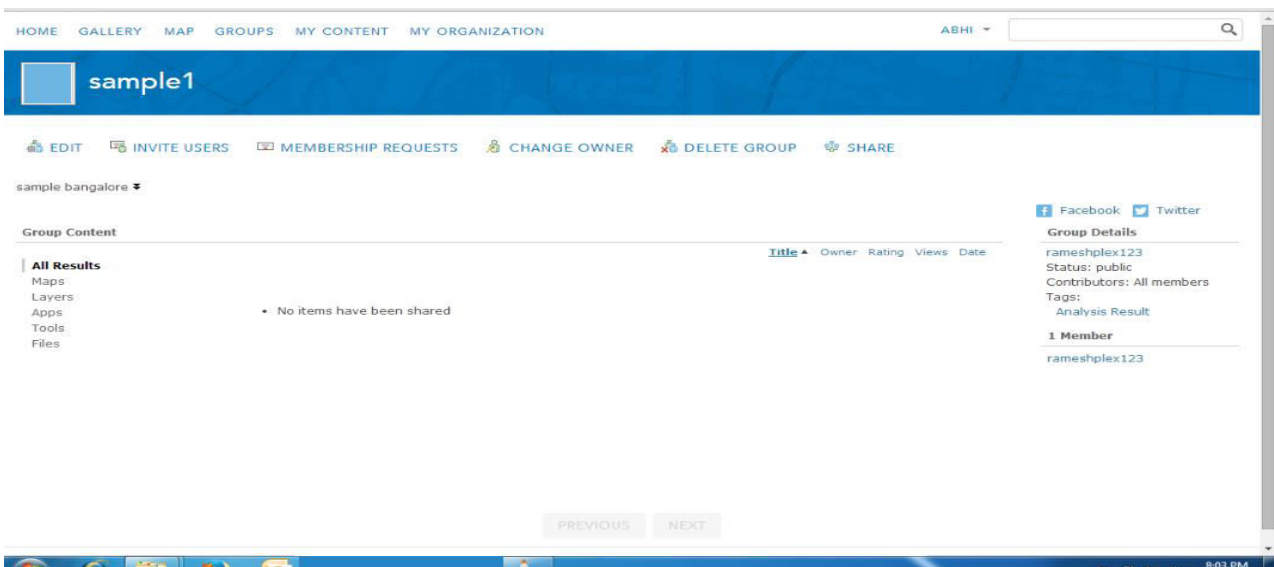 HOME GALLERY MAP GROUPS MY CONTENT MY ORGANIZATION ABHI
sample1
EDIT INVITE USERS MEMBERSHIP REQUESTS CHANGE OWNER DELETE GROUP SHARE
sample bangalore
Facebook Twitter
Group Content
Title Owner Rating Views Date
All Results
Maps
Layers
Apps
Tools
Files
• No items have been shared
Group Details
rameshplex123
Status: public
Contributors: All members
Tags:
Analysis Result
1 Member
rameshplex123
PREVIOUS NEXT
8:03 PM